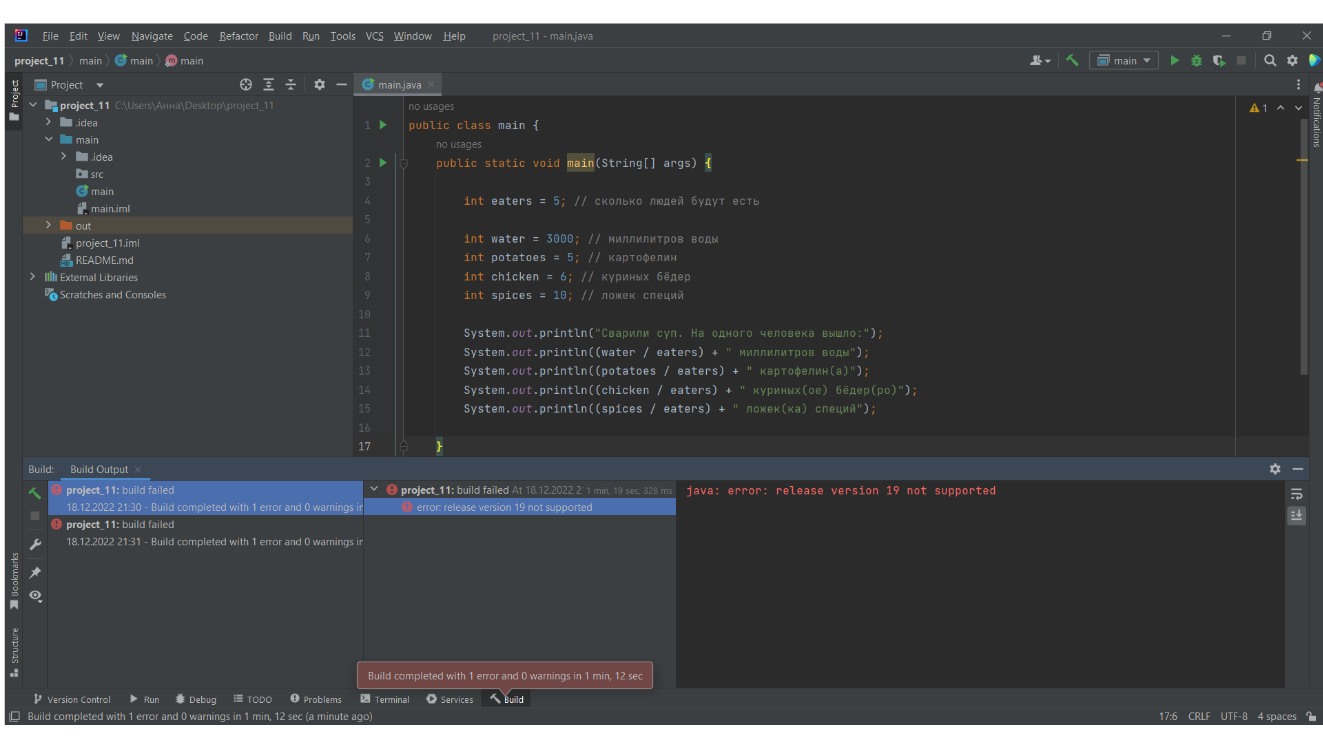 File Edit View Navigate Code Refactor Build Run Tools VCS Window Help project_11 - main.java
project_11 main main main
main
Project
main.java
project_11 C:\Users\Анна\Desktop\project_11
.idea
main
.idea
src
main
main.iml
out
project_11.iml
README.md
External Libraries
Scratches and Consoles
Project
Bookmarks
Structure
Notifications
1
no usages
1 public class main {
no usages
2 public static void main(String[] args) {
3
4 int eaters = 5; // сколько людей будут есть
5
6 int water = 3000; // миллилитров воды
7 int potatoes = 5; // картофелин
8 int chicken = 6; // куриных бёдер
9 int spices = 10; // ложек специй
10
11 System.out.println("Сварили суп. На одного человека вышло:");
12 System.out.println((water / eaters) + " миллилитров воды");
13 System.out.println((potatoes / eaters) + " картофелин(а)");
14 System.out.println((chicken / eaters) + " куриных(ое) бёдер(ро)");
15 System.out.println((spices / eaters) + " ложек(ка) специй");
16
17 }
Build: Build Output
project_11: build failed
18.12.2022 21:30 - Build completed with 1 error and 0 warnings in
project_11: build failed
18.12.2022 21:31 - Build completed with 1 error and 0 warnings in
project_11: build failed At 18.12.2022 2 1 min, 19 sec, 328 ms
error: release version 19 not supported
java: error: release version 19 not supported
Build completed with 1 error and 0 warnings in 1 min, 12 sec
Version Control Run Debug TODO Problems Terminal Services Build
Build completed with 1 error and 0 warnings in 1 min, 12 sec (a minute ago)
17:6 CRLF UTF-8 4 spaces